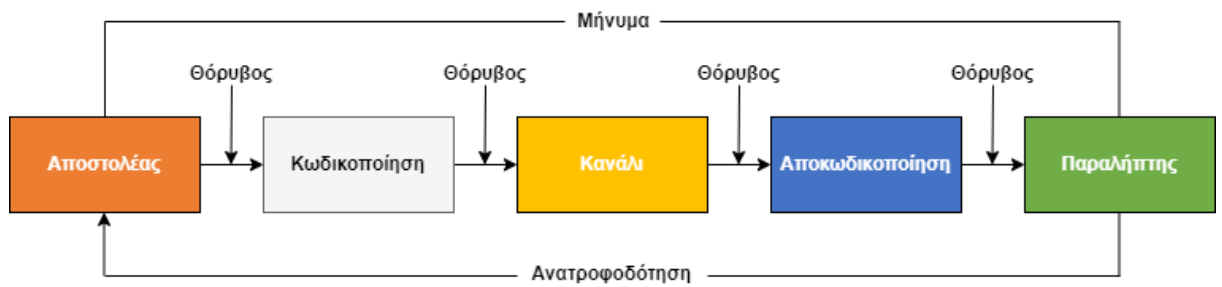 Μήνυμα
Θόρυβος Θόρυβος Θόρυβος Θόρυβος
Αποστολέας Κωδικοποίηση Κανάλι Αποκωδικοποίηση Παραλήπτης
Ανατροφοδότηση